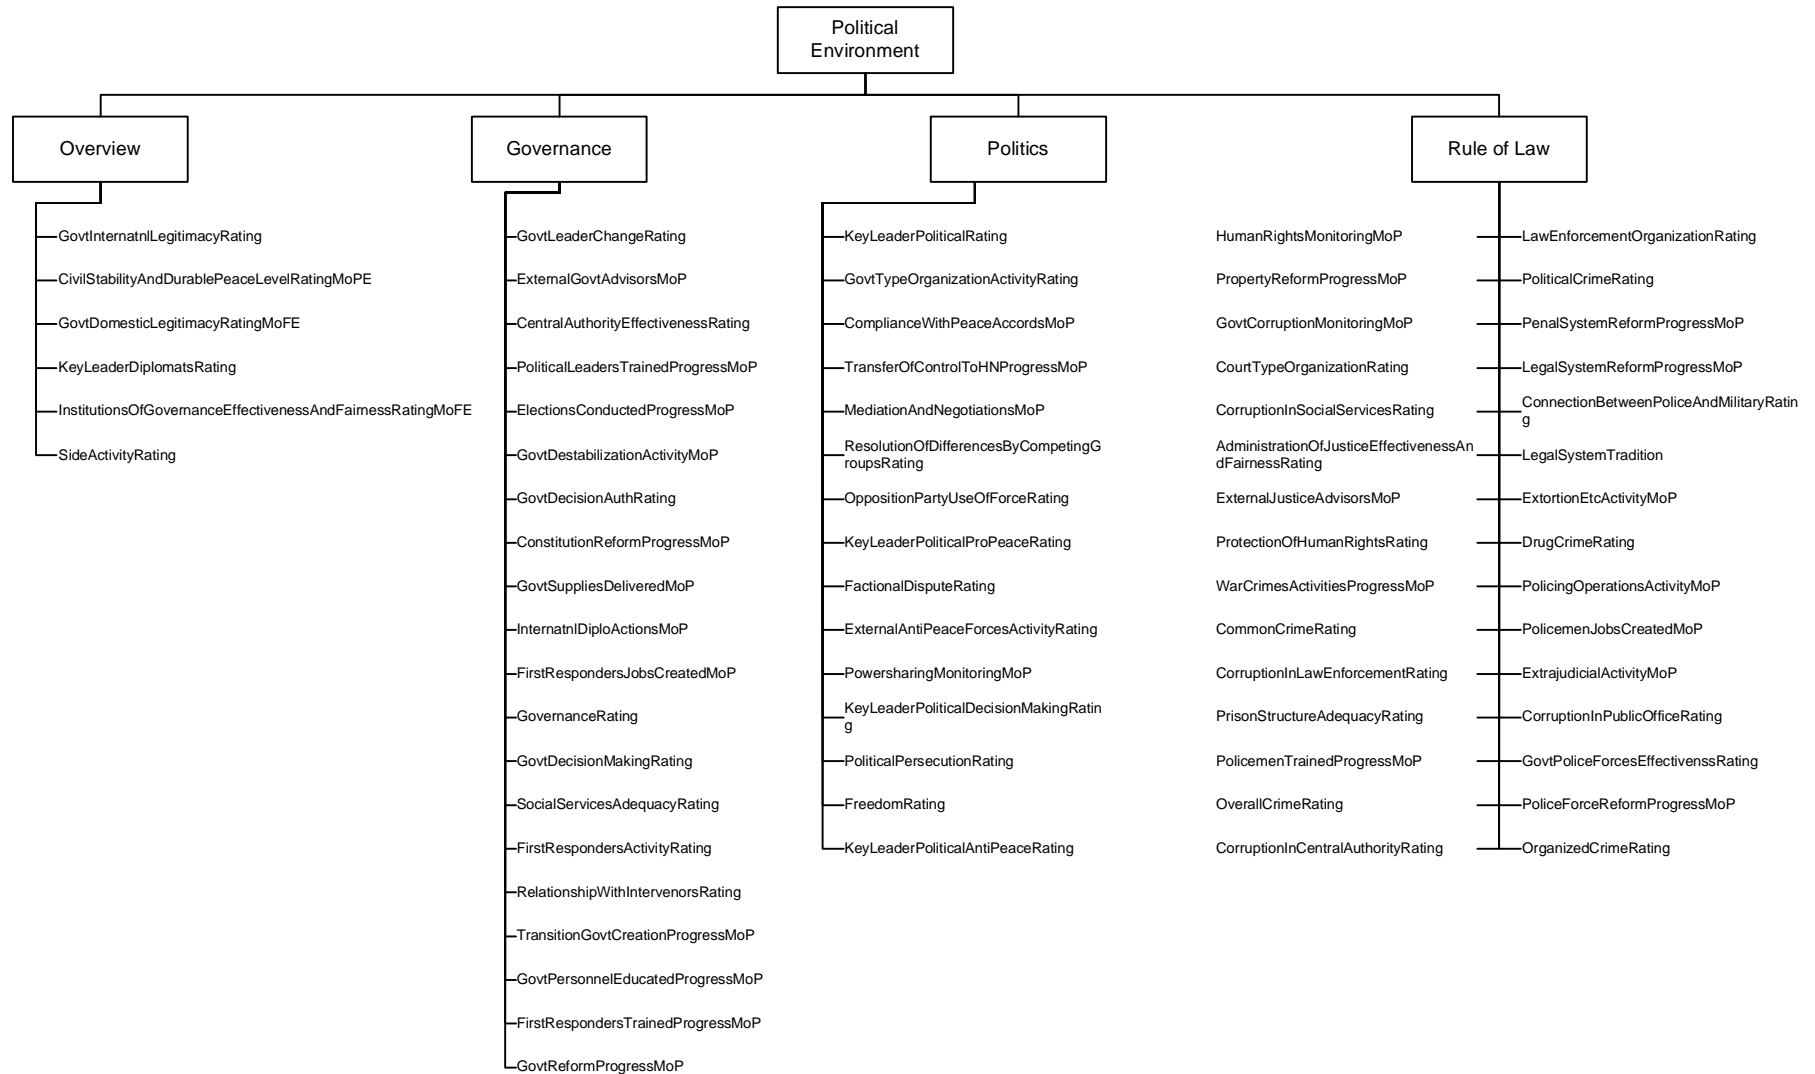 Political
Environment
Overview
Governance
Politics
Rule of Law
GovtInternatnlLegitimacyRating
CivilStabilityAndDurablePeaceLevelRatingMoPE
GovtDomesticLegitimacyRatingMoFE
KeyLeaderDiplomatsRating
InstitutionsOfGovernanceEffectivenessAndFairnessRatingMoFE
SideActivityRating
GovtLeaderChangeRating
ExternalGovtAdvisorsMoP
CentralAuthorityEffectivenessRating
PoliticalLeadersTrainedProgressMoP
ElectionsConductedProgressMoP
GovtDestabilizationActivityMoP
GovtDecisionAuthRating
ConstitutionReformProgressMoP
GovtSuppliesDeliveredMoP
InternatnlDiploActionsMoP
FirstRespondersJobsCreatedMoP
GovernanceRating
GovtDecisionMakingRating
SocialServicesAdequacyRating
FirstRespondersActivityRating
RelationshipWithIntervenorsRating
TransitionGovtCreationProgressMoP
GovtPersonnelEducatedProgressMoP
FirstRespondersTrainedProgressMoP
GovtReformProgressMoP
KeyLeaderPoliticalRating
GovtTypeOrganizationActivityRating
ComplianceWithPeaceAccordsMoP
TransferOfControlToHNProgressMoP
MediationAndNegotiationsMoP
ResolutionOfDifferencesByCompetingG
roupsRating
OppositionPartyUseOfForceRating
KeyLeaderPoliticalProPeaceRating
FactionalDisputeRating
ExternalAntiPeaceForcesActivityRating
PowersharingMonitoringMoP
KeyLeaderPoliticalDecisionMakingRatin
g
PoliticalPersecutionRating
FreedomRating
KeyLeaderPoliticalAntiPeaceRating
HumanRightsMonitoringMoP
PropertyReformProgressMoP
GovtCorruptionMonitoringMoP
CourtTypeOrganizationRating
CorruptionInSocialServicesRating
AdministrationOfJusticeEffectivenessAn
dFairnessRating
ExternalJusticeAdvisorsMoP
ProtectionOfHumanRightsRating
WarCrimesActivitiesProgressMoP
CommonCrimeRating
CorruptionInLawEnforcementRating
PrisonStructureAdequacyRating
PolicemenTrainedProgressMoP
OverallCrimeRating
CorruptionInCentralAuthorityRating
LawEnforcementOrganizationRating
PoliticalCrimeRating
PenalSystemReformProgressMoP
LegalSystemReformProgressMoP
ConnectionBetweenPoliceAndMilitaryRatin
g
LegalSystemTradition
ExtortionEtcActivityMoP
DrugCrimeRating
PolicingOperationsActivityMoP
PolicemenJobsCreatedMoP
ExtrajudicialActivityMoP
CorruptionInPublicOfficeRating
GovtPoliceForcesEffectivenssRating
PoliceForceReformProgressMoP
OrganizedCrimeRating